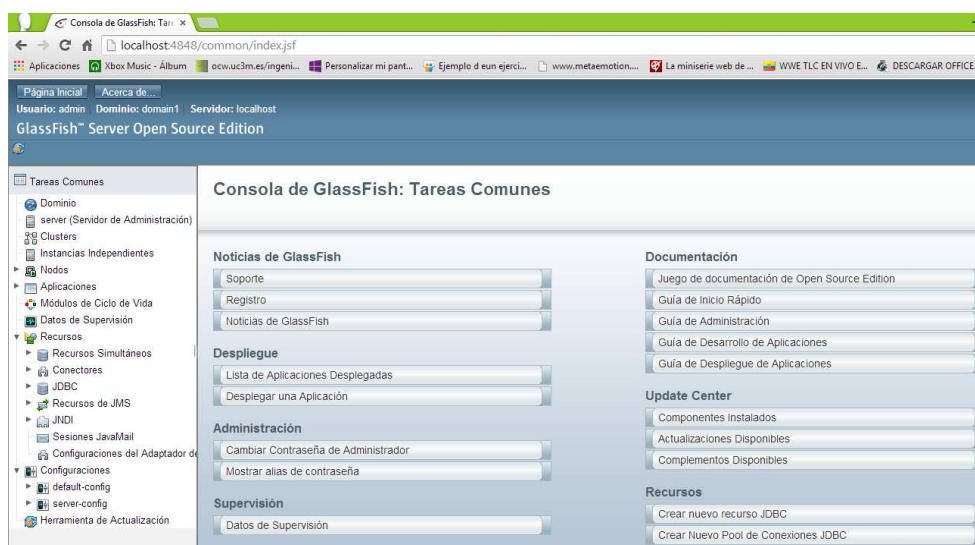 Consola de GlassFish: Tar
localhost:4848/common/index.jsf
Aplicaciones Xbox Music - Álbum ocw.uc3m.es/ingeni... Personalizar mi pant... Ejemplo d eun ejerci... www.metaemotion.... La miniserie web de ... WWE TLC EN VIVO E... DESCARGAR OFFICE
Página Inicial Acerca de...
Usuario: admin Dominio: domain1 Servidor: localhost
GlassFish™ Server Open Source Edition
Tareas Comunes
Dominio
server (Servidor de Administración)
Clusters
Instancias Independientes
Nodos
Aplicaciones
Módulos de Ciclo de Vida
Datos de Supervisión
Recursos
Recursos Simultáneos
Conectores
JDBC
Recursos de JMS
JNDI
Sesiones JavaMail
Configuraciones del Adaptador de
Configuraciones
default-config
server-config
Herramienta de Actualización
Consola de GlassFish: Tareas Comunes
Noticias de GlassFish
Soporte
Registro
Noticias de GlassFish
Despliegue
Lista de Aplicaciones Desplegadas
Desplegar una Aplicación
Administración
Cambiar Contraseña de Administrador
Mostrar alias de contraseña
Supervisión
Datos de Supervisión
Documentación
Juego de documentación de Open Source Edition
Guía de Inicio Rápido
Guía de Administración
Guía de Desarrollo de Aplicaciones
Guía de Despliegue de Aplicaciones
Update Center
Componentes Instalados
Actualizaciones Disponibles
Complementos Disponibles
Recursos
Crear nuevo recurso JDBC
Crear Nuevo Pool de Conexiones JDBC